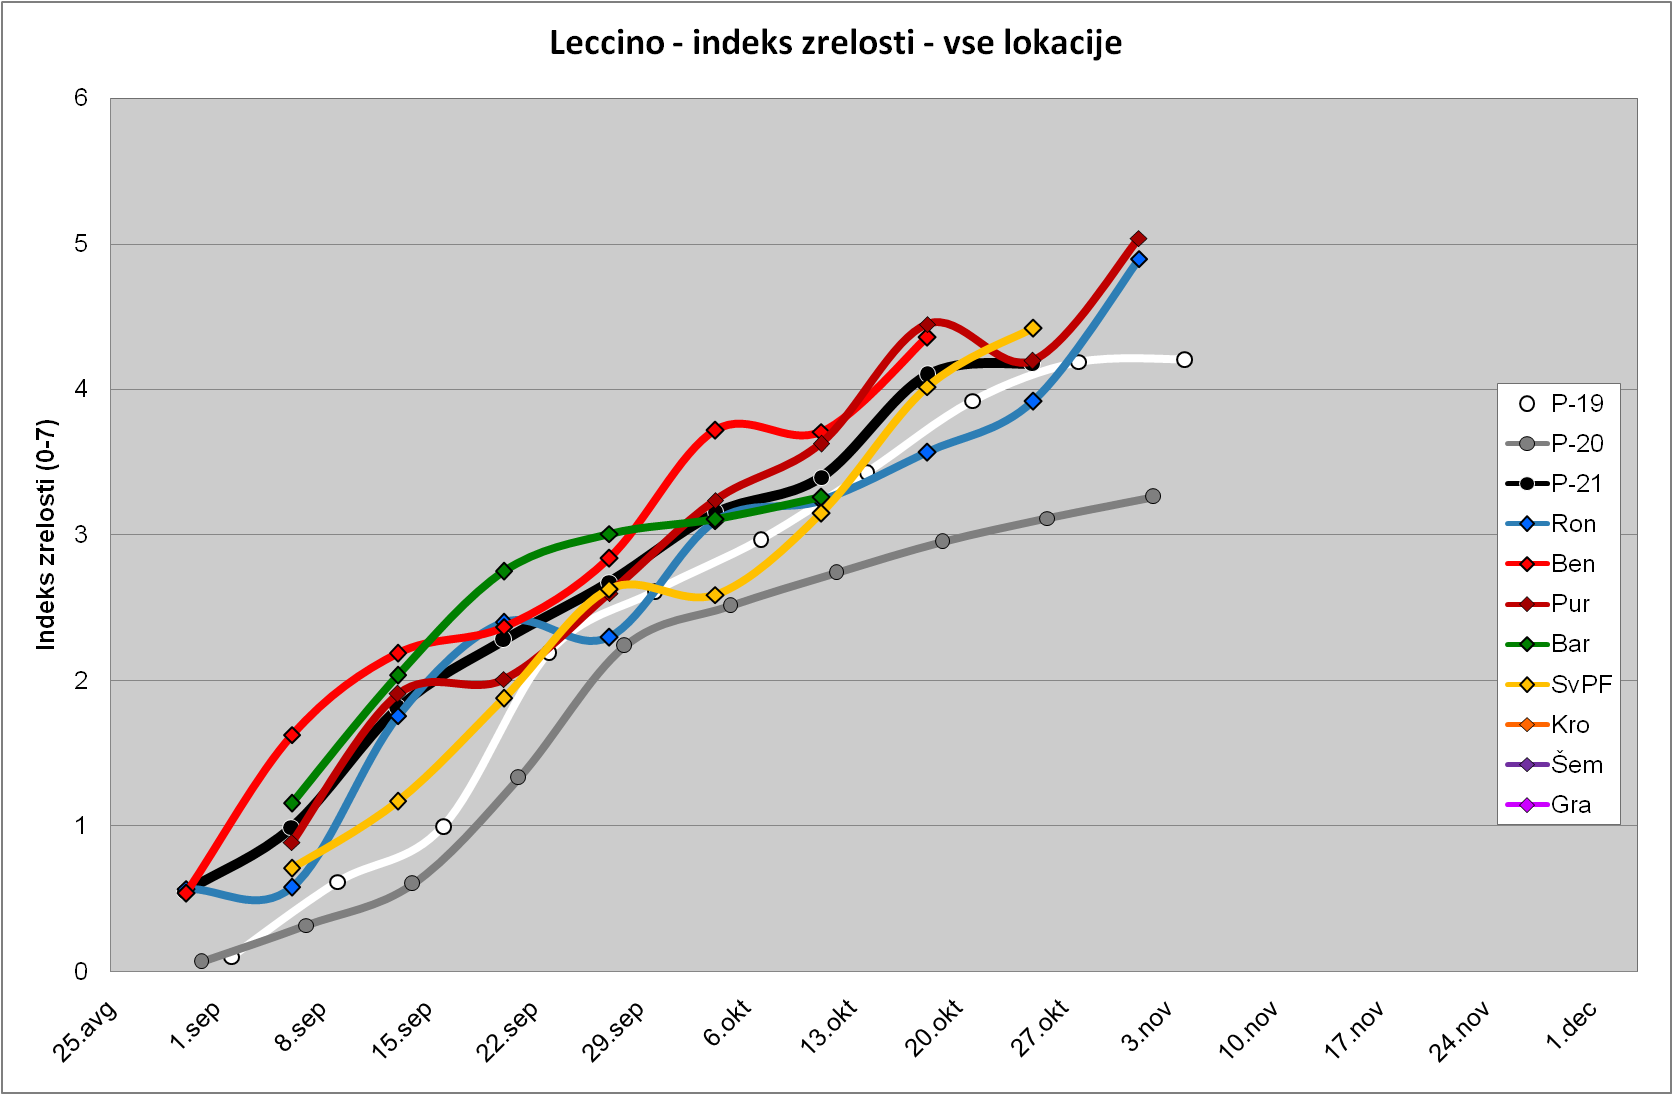 Leccino - indeks zrelosti - vse lokacije
Indeks zrelosti (0-7)
6
5
4
3
2
1
0
25.avg
1.sep
8.sep
15.sep
22.sep
29.sep
6.okt
13.okt
20.okt
27.okt
3.nov
10.nov
17.nov
24.nov
1.dec
P-19
P-20
P-21
Ron
Ben
Pur
Bar
SvPF
Kro
Šem
Gra